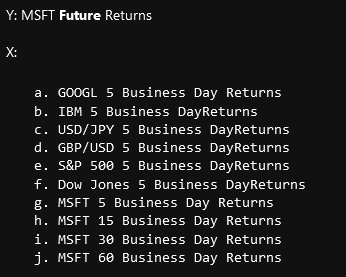 Y: MSFT Future Returns
X:
a. GOOGL 5 Business Day Returns
b. IBM 5 Business DayReturns
c. USD/JPY 5 Business DayReturns
d. GBP/USD 5 Business DayReturns
e. S&P 500 5 Business DayReturns
f. Dow Jones 5 Business DayReturns
g. MSFT 5 Business Day Returns
h. MSFT 15 Business Day Returns
i. MSFT 30 Business Day Returns
j. MSFT 60 Business Day Returns